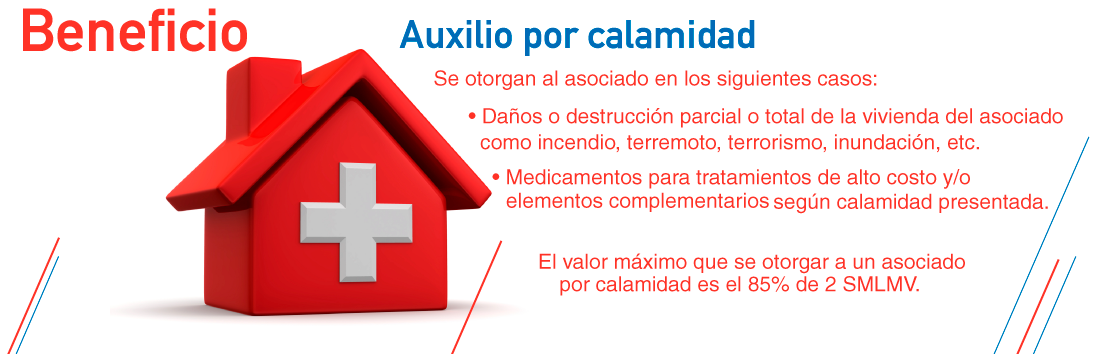 Beneficio
Auxilio por calamidad
Se otorgan al asociado en los siguientes casos:
• Daños o destrucción parcial o total de la vivienda del asociado
como incendio, terremoto, terrorismo, inundación, etc.
• Medicamentos para tratamientos de alto costo y/o
elementos complementarios según calamidad presentada.
El valor máximo que se otorgar a un asociado
por calamidad es el 85% de 2 SMLMV.